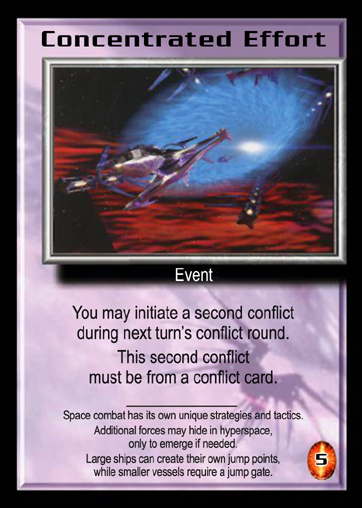 Concentrated Effort
Event
You may initiate a second conflict
during next turn's conflict round.
This second conflict
must be from a conflict card.
Space combat has its own unique strategies and tactics.
Additional forces may hide in hyperspace,
only to emerge if needed.
Large ships can create their own jump points,
while smaller vessels require a jump gate.
5